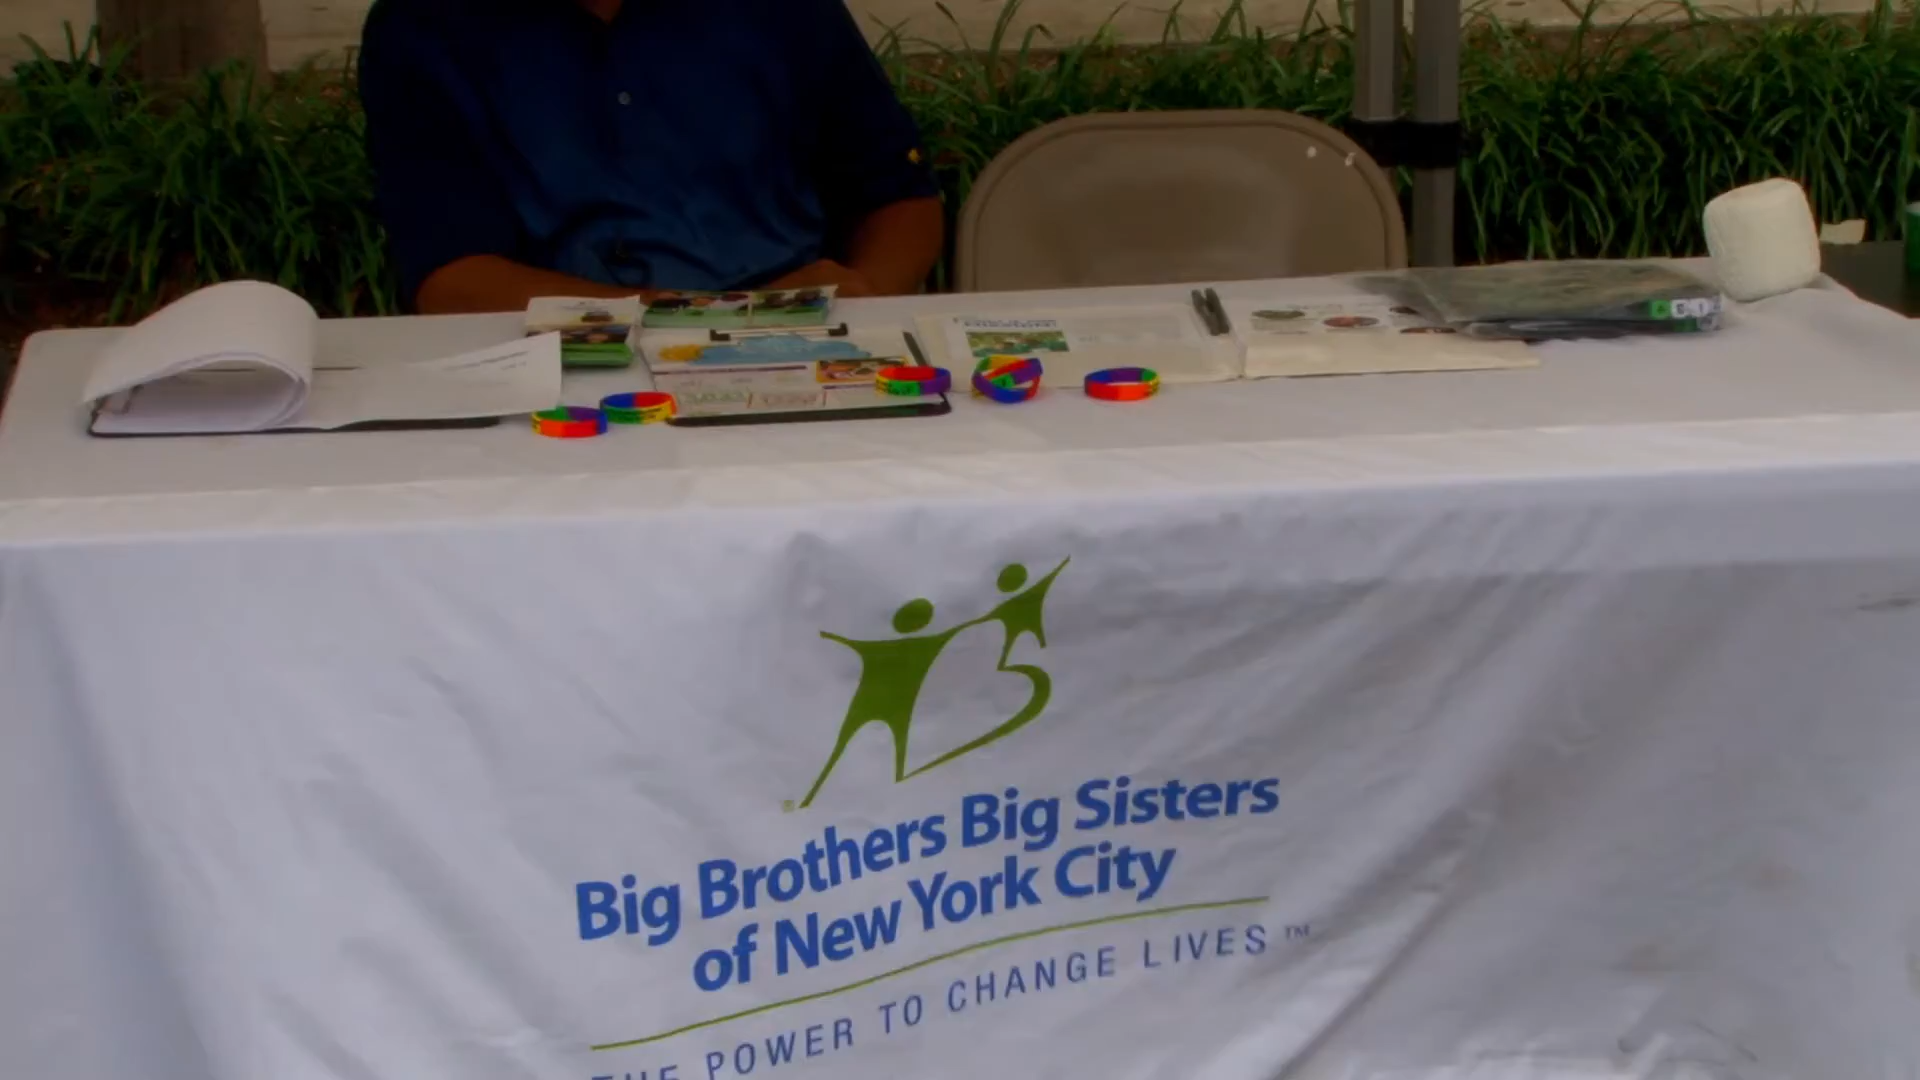 Big Brothers Big Sisters
of New York City
THE POWER TO CHANGE LIVES™